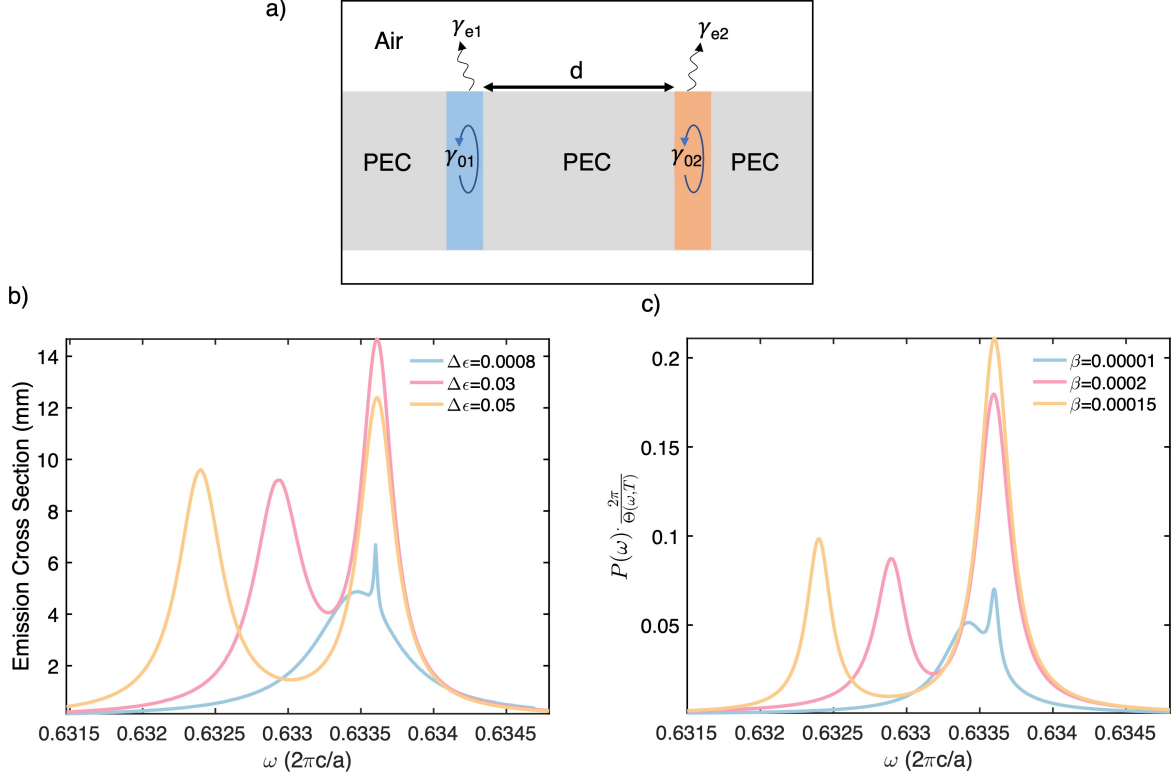 a)
Air
γe1
γe2
d
PEC
γ01
PEC
γ02
PEC
b)
Emission Cross Section (mm)
14
12
10
8
6
4
2
Δϵ=0.0008
Δϵ=0.03
Δϵ=0.05
0.6315
0.632
0.6325
0.633
0.6335
0.634
0.6345
ω (2πc/a)
c)
P(ω)· 2π/Θ(ω,T)
0.2
0.15
0.1
0.05
β=0.00001
β=0.0002
β=0.00015
0.6315
0.632
0.6325
0.633
0.6335
0.634
0.6345
ω (2πc/a)